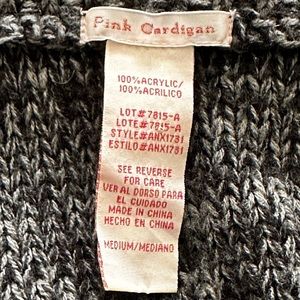 Pink Cardigan
100% ACRYLIC/
100% ACRILICO
LOT#7815-A
LOTE#7815-A
STYLE#ANX1731
ESTILO#ANX1731
SEE REVERSE
FOR CARE
VER AL DORSO PARA
EL CUIDADO
MADE IN CHINA
HECHO EN CHINA
MEDIUM/MEDIANO